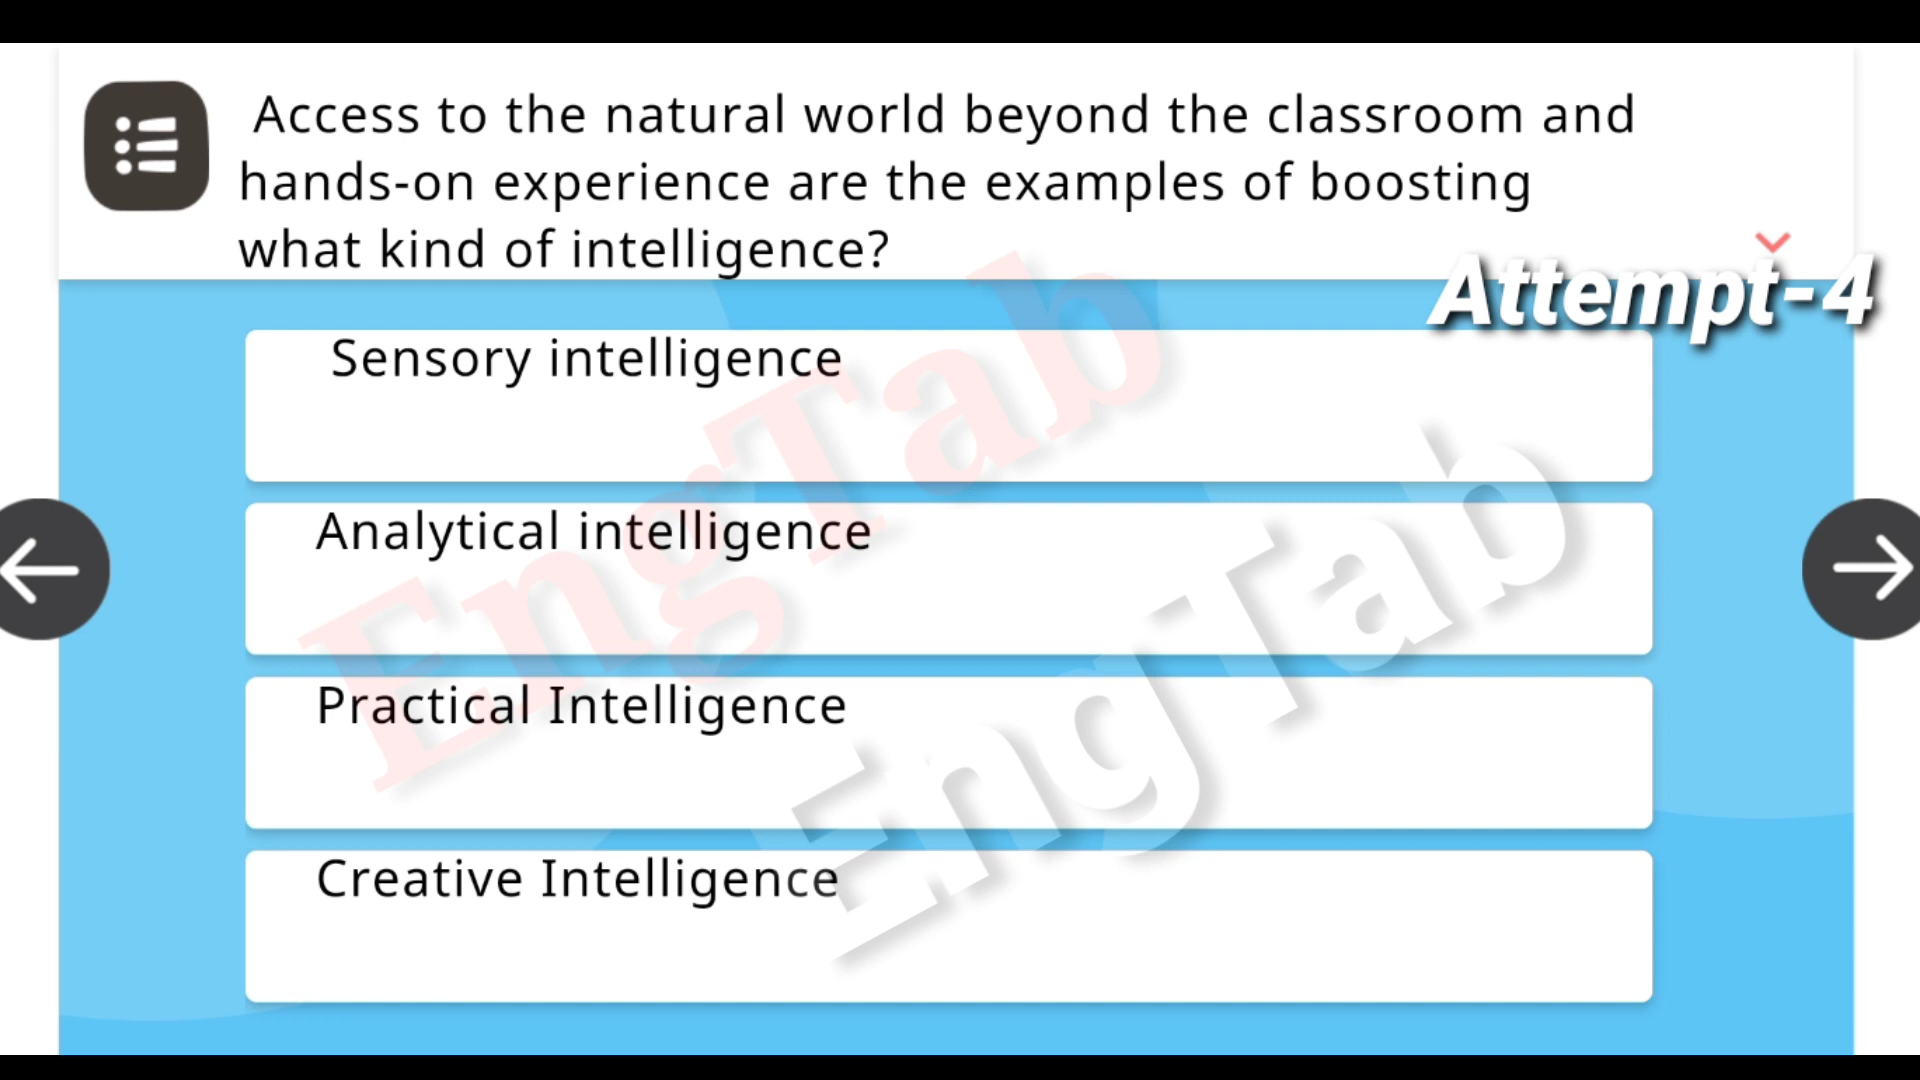 Access to the natural world beyond the classroom and
hands-on experience are the examples of boosting
what kind of intelligence?
Attempt-4
Sensory intelligence
Analytical intelligence
Practical Intelligence
Creative Intelligence
EngTab
EngTab